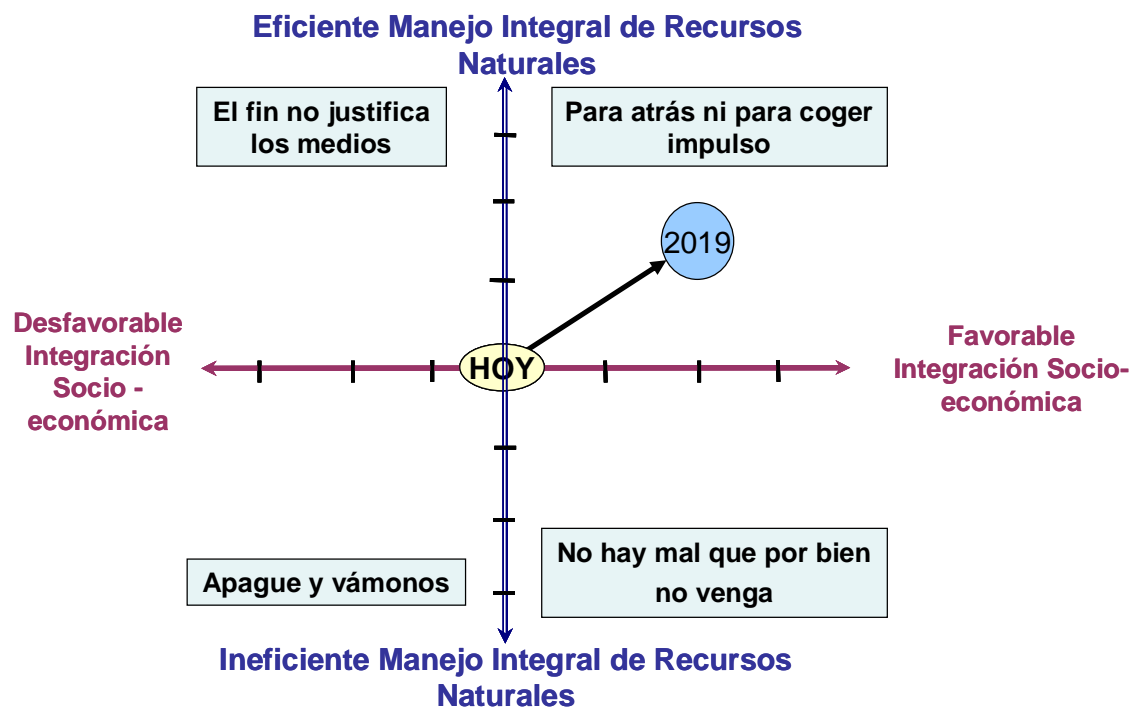 Eficiente Manejo Integral de Recursos
Naturales
El fin no justifica
los medios
Para atrás ni para coger
impulso
2019
Desfavorable
Integración
Socio -
económica
HOY
Favorable
Integración Socio-
económica
Apague y vámonos
No hay mal que por bien
no venga
Ineficiente Manejo Integral de Recursos
Naturales